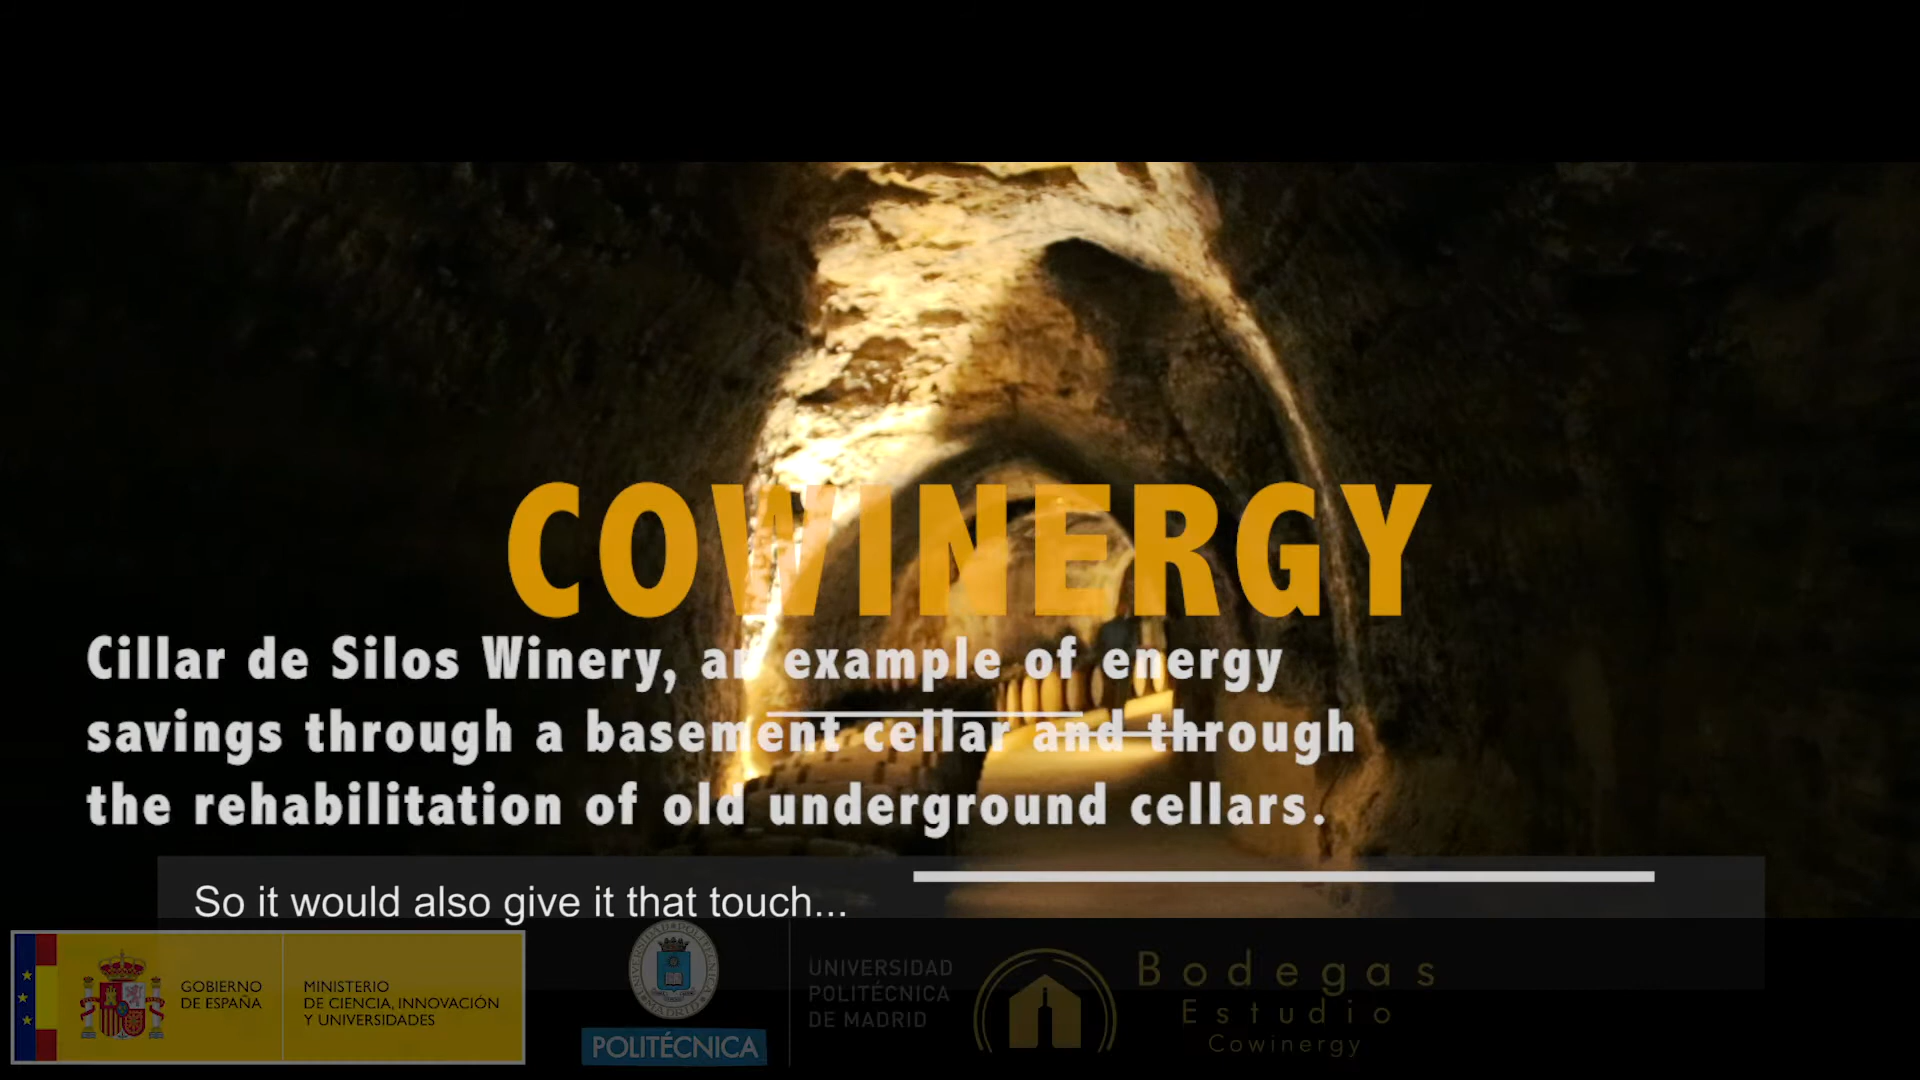 COWINERGY
Cillar de Silos Winery, an example of energy
savings through a basement cellar and through
the rehabilitation of old underground cellars.
So it would also give it that touch...
GOBIERNO
DE ESPAÑA
MINISTERIO
DE CIENCIA, INNOVACIÓN
Y UNIVERSIDADES
POLITÉCNICA
UNIVERSIDAD
POLITÉCNICA
DE MADRID
Bodegas
Estudio
Cowinergy